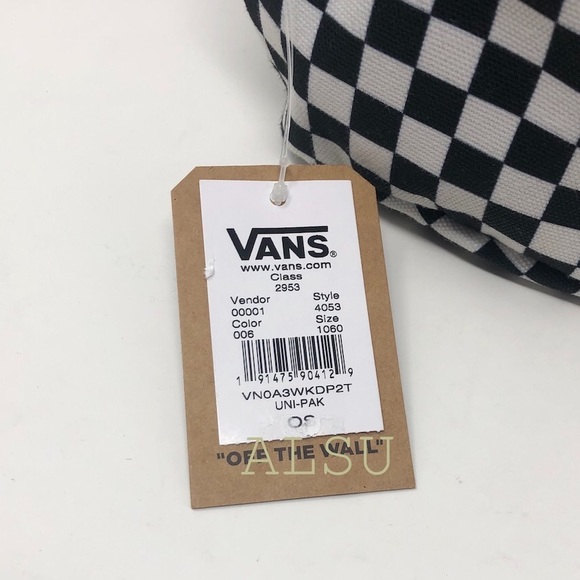 VANS®
www.vans.com
Class
2953
Vendor Style
00001 4053
Color Size
006 1060
1 91475 90412 9
VN0A3WKDP2T
UNI-PAK
OS
"OFF THE WALL"
ALSU